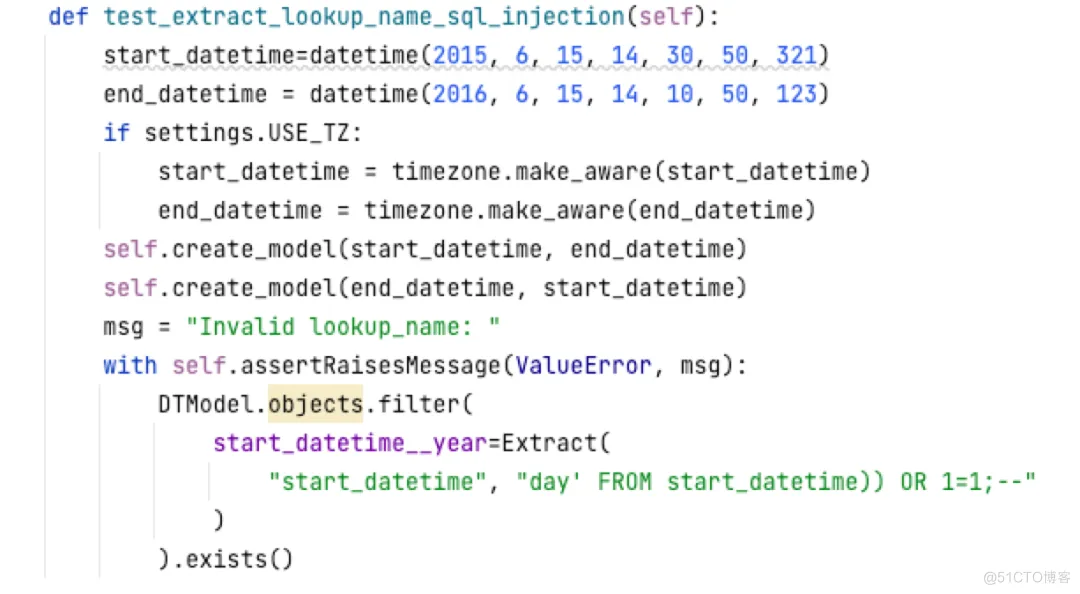 def test_extract_lookup_name_sql_injection(self):
    start_datetime=datetime(2015, 6, 15, 14, 30, 50, 321)
    end_datetime = datetime(2016, 6, 15, 14, 10, 50, 123)
    if settings.USE_TZ:
        start_datetime = timezone.make_aware(start_datetime)
        end_datetime = timezone.make_aware(end_datetime)
    self.create_model(start_datetime, end_datetime)
    self.create_model(end_datetime, start_datetime)
    msg = "Invalid lookup_name: "
    with self.assertRaisesMessage(ValueError, msg):
        DTModel.objects.filter(
            start_datetime__year=Extract(
                "start_datetime", "day' FROM start_datetime)) OR 1=1;--"
            )
        ).exists()
@51CTO博客